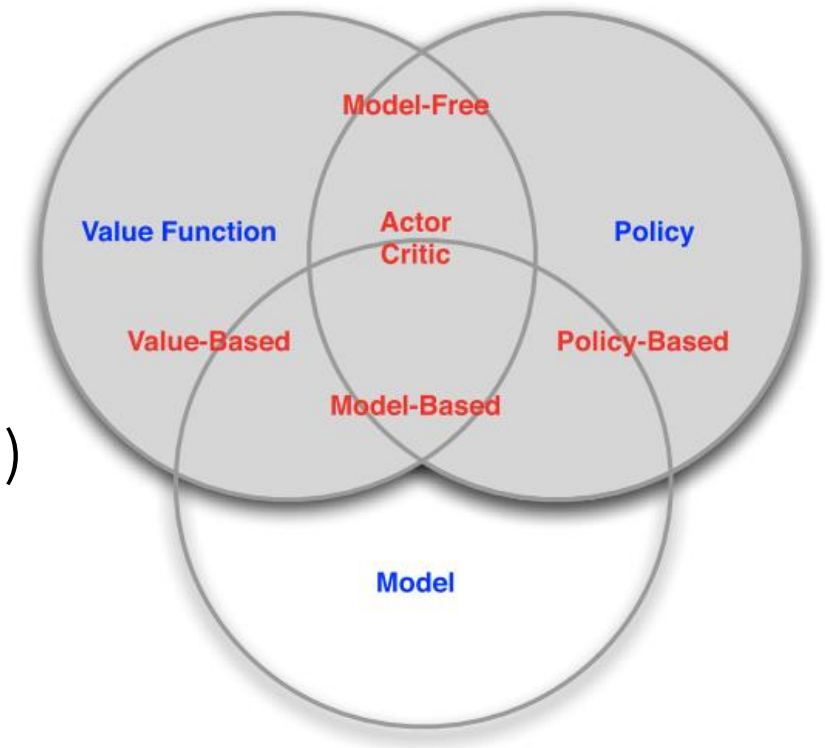 Model-Free
Actor
Critic
Value Function
Policy
Value-Based
Policy-Based
Model-Based
)
Model